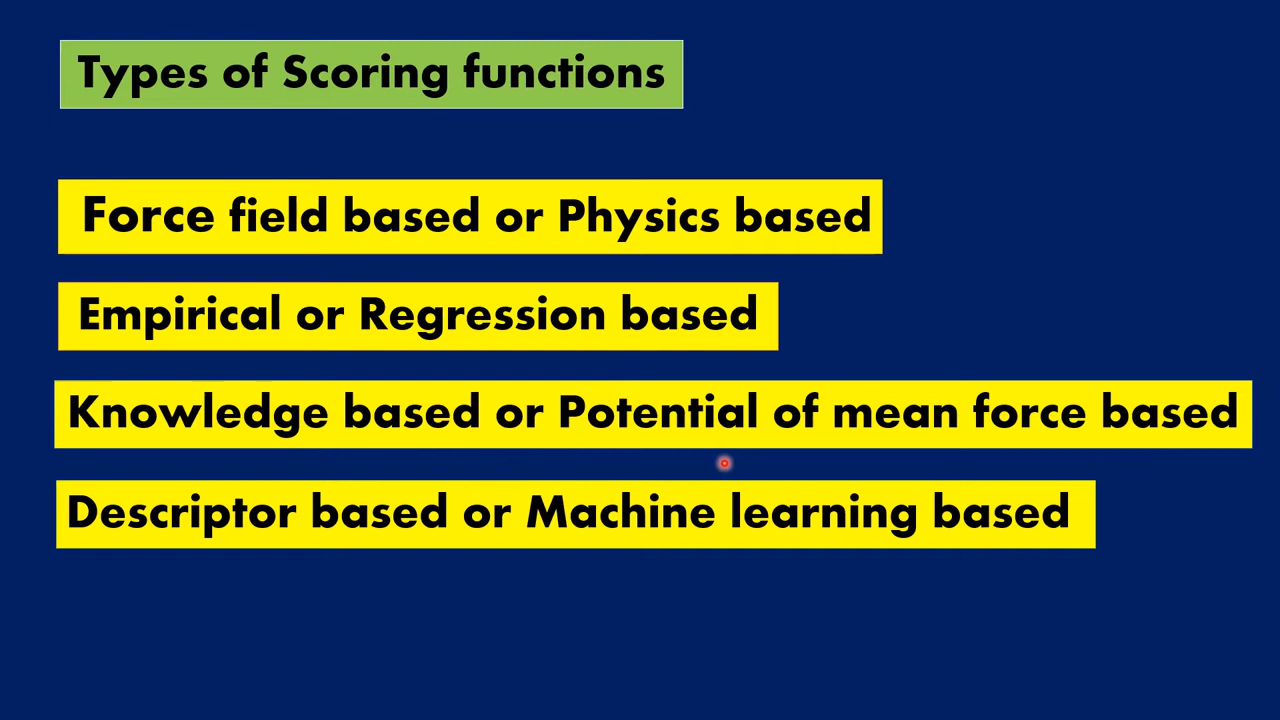 Types of Scoring functions
Force field based or Physics based
Empirical or Regression based
Knowledge based or Potential of mean force based
Descriptor based or Machine learning based